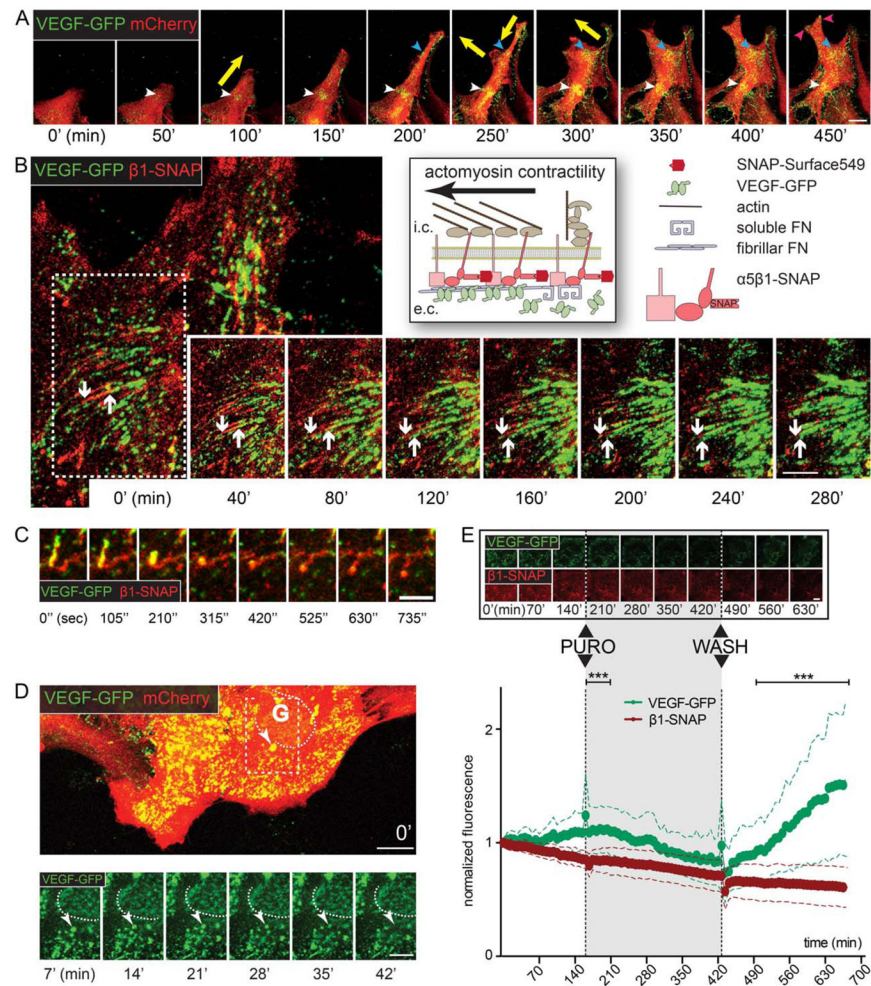 A
VEGF-GFP mCherry
0' (min) 50' 100' 150' 200' 250' 300' 350' 400' 450'
B
VEGF-GFP β1-SNAP
actomyosin contractility
i.c.
e.c.
SNAP-Surface549
VEGF-GFP
actin
soluble FN
fibrillar FN
α5β1-SNAP
SNAP
0' (min) 40' 80' 120' 160' 200' 240' 280'
C
VEGF-GFP β1-SNAP
0'' (sec) 105'' 210'' 315'' 420'' 525'' 630'' 735''
D
VEGF-GFP mCherry
G
0'
VEGF-GFP
7' (min) 14' 21' 28' 35' 42'
E
VEGF-GFP
β1-SNAP
0'(min) 70' 140' 210' 280' 350' 420' 490' 560' 630'
PURO WASH
*** ***
VEGF-GFP
β1-SNAP
normalized fluorescence
2
1
0
time (min)
70 140 210 280 350 420 490 560 630 700